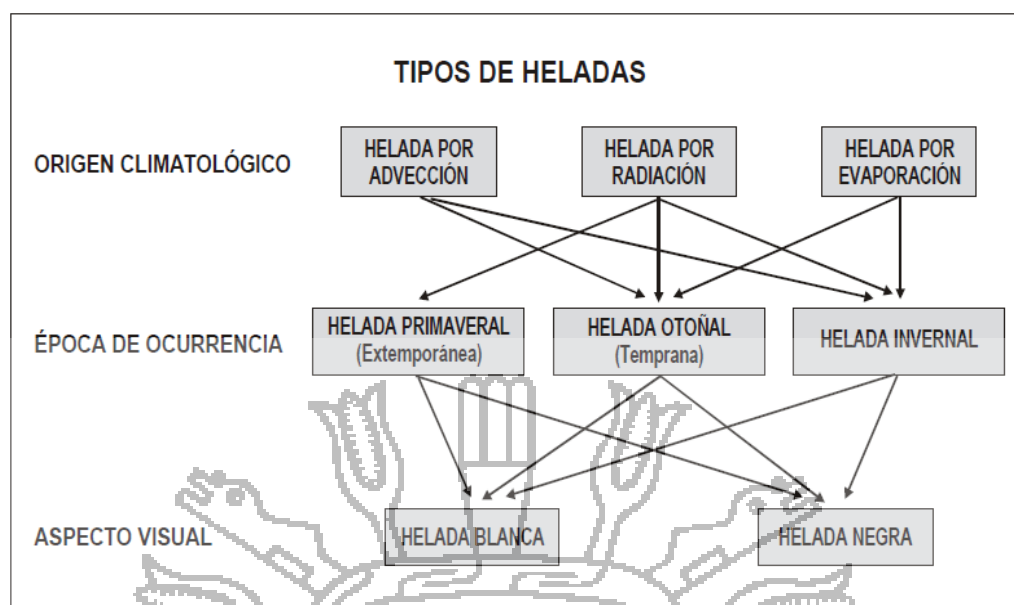 TIPOS DE HELADAS
ORIGEN CLIMATOLÓGICO
HELADA POR
ADVECCIÓN
HELADA POR
RADIACIÓN
HELADA POR
EVAPORACIÓN
ÉPOCA DE OCURRENCIA
HELADA PRIMAVERAL
(Extemporánea)
HELADA OTOÑAL
(Temprana)
HELADA INVERNAL
ASPECTO VISUAL
HELADA BLANCA
HELADA NEGRA